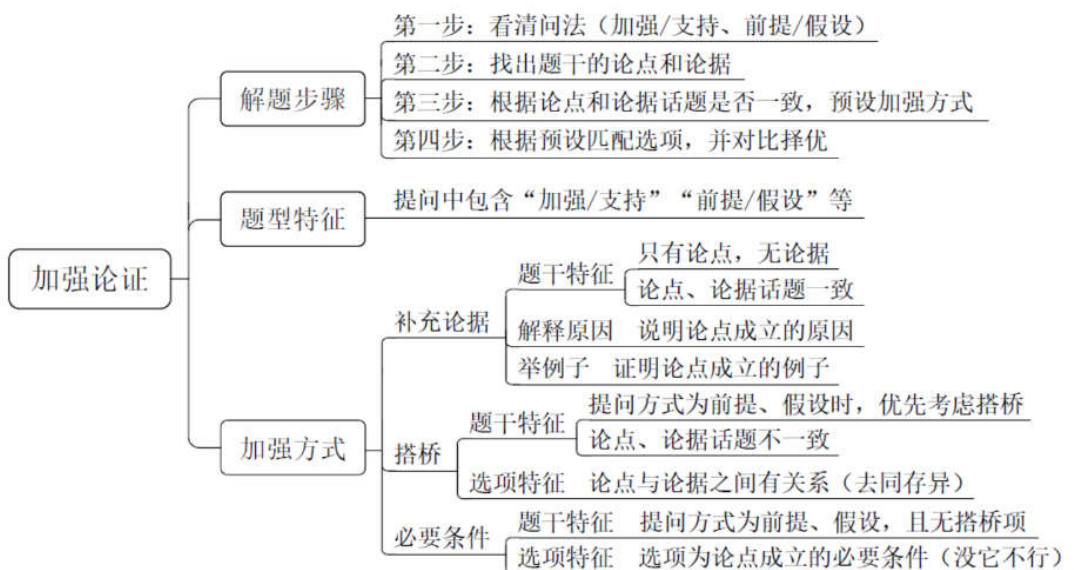 加强论证
解题步骤
第一步：看清问法（加强/支持、前提/假设）
第二步：找出题干的论点和论据
第三步：根据论点和论据话题是否一致，预设加强方式
第四步：根据预设匹配选项，并对比择优
题型特征
提问中包含“加强/支持”“前提/假设”等
加强方式
补充论据
题干特征
只有论点，无论据
论点、论据话题一致
解释原因 说明论点成立的原因
举例子 证明论点成立的例子
搭桥
题干特征
提问方式为前提、假设时，优先考虑搭桥
论点、论据话题不一致
选项特征 论点与论据之间有关系（去同存异）
必要条件
题干特征 提问方式为前提、假设，且无搭桥项
选项特征 选项为论点成立的必要条件（没它不行）